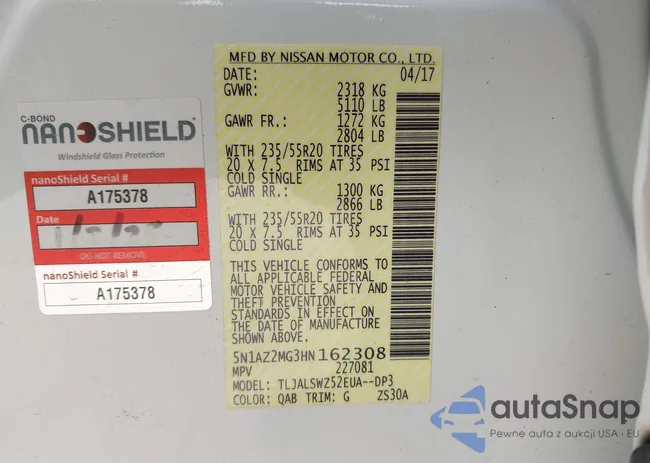 C-BOND
NANOSHIELD
Windshield Glass Protection
nanoShield Serial #
A175378
Date
DO NOT REMOVE
nanoShield Serial #
A175378
MFD BY NISSAN MOTOR CO., LTD.
DATE: 04/17
GVWR: 2318 KG
5110 LB
GAWR FR.: 1272 KG
2804 LB
WITH 235/55R20 TIRES
20 X 7.5 RIMS AT 35 PSI
COLD SINGLE
GAWR RR.: 1300 KG
2866 LB
WITH 235/55R20 TIRES
20 X 7.5 RIMS AT 35 PSI
COLD SINGLE
THIS VEHICLE CONFORMS TO
ALL APPLICABLE FEDERAL
MOTOR VEHICLE SAFETY AND
THEFT PREVENTION
STANDARDS IN EFFECT ON
THE DATE OF MANUFACTURE
SHOWN ABOVE.
5N1AZ2MG3HN162308
MPV 227081
MODEL: TLJALSWZ52EUA--DP3
COLOR: QAB TRIM: G ZS30A
autaSnap
Pewne auta z aukcji USA i EU